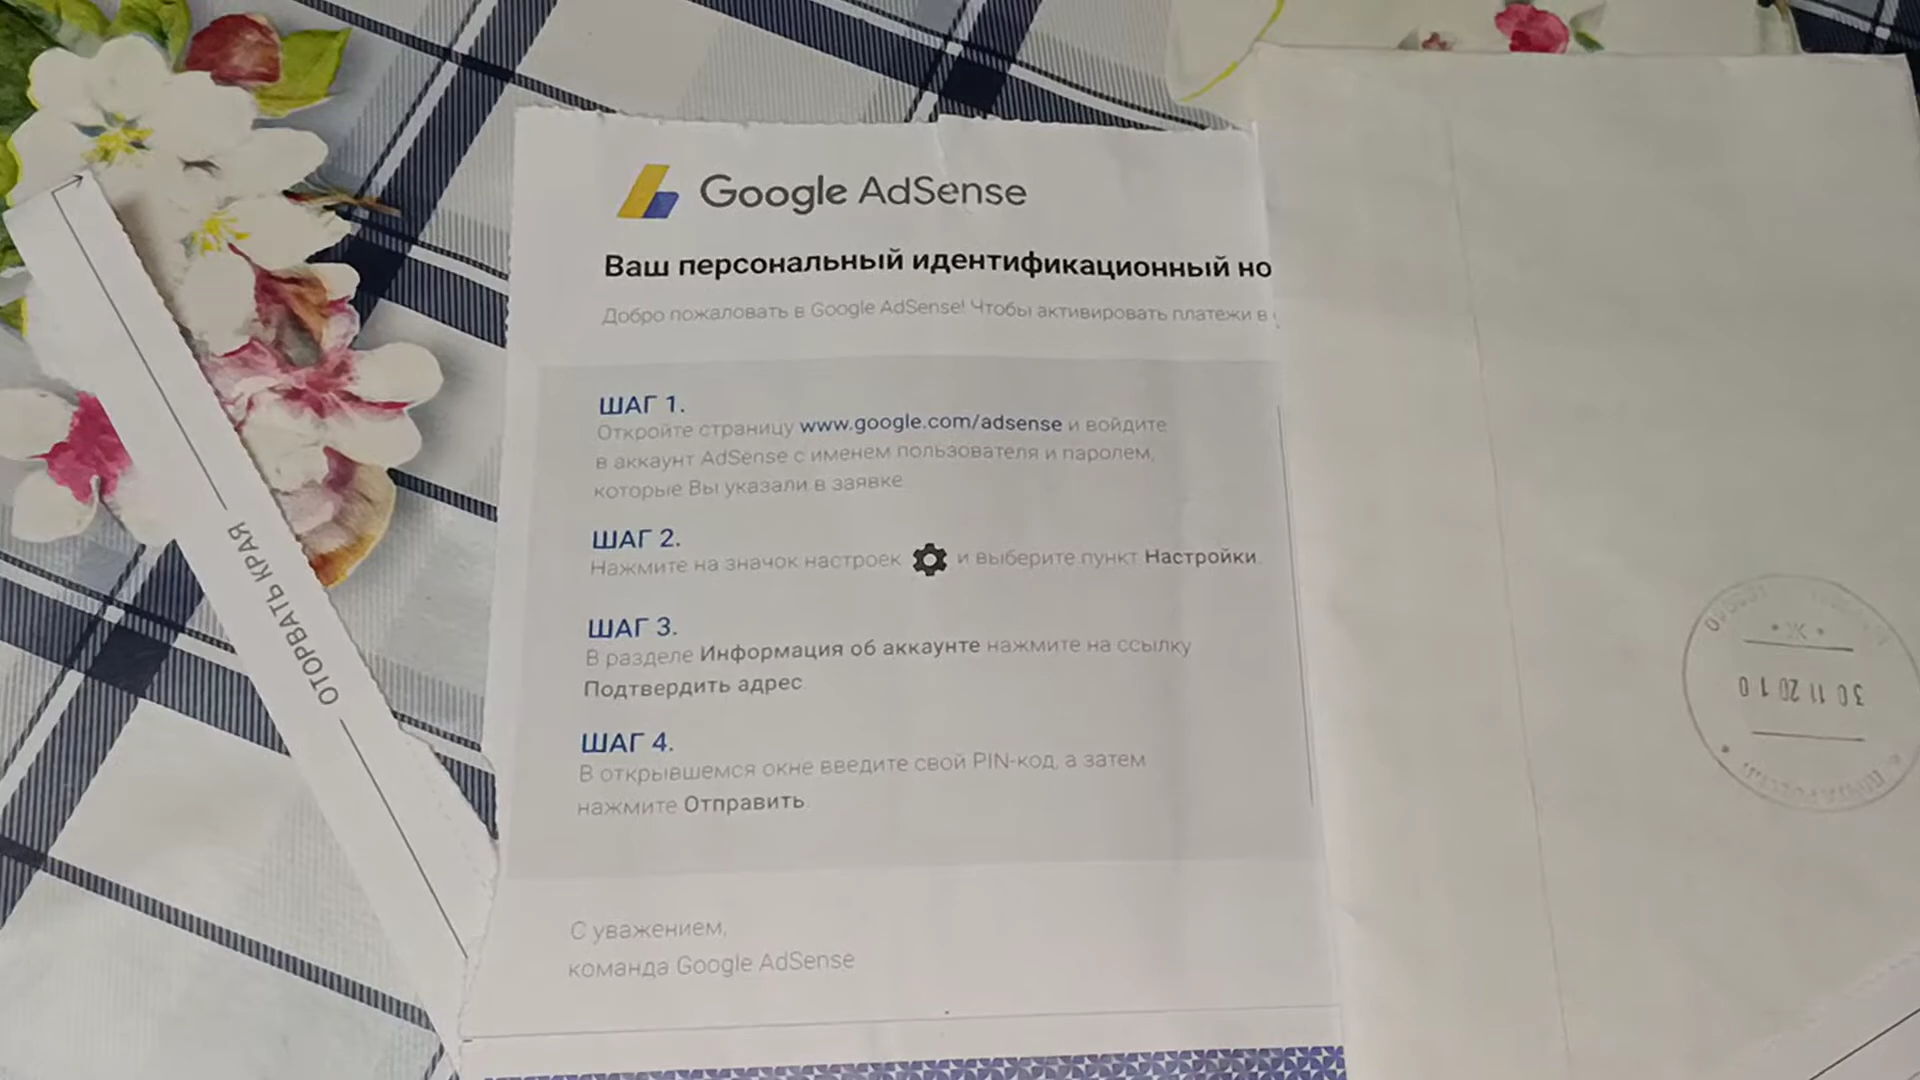 Google AdSense
Ваш персональный идентификационный но
Добро пожаловать в Google AdSense! Чтобы активировать платежи в
ШАГ 1.
Откройте страницу www.google.com/adsense и войдите
в аккаунт AdSense с именем пользователя и паролем,
которые Вы указали в заявке.
ШАГ 2.
Нажмите на значок настроек и выберите пункт Настройки.
ШАГ 3.
В разделе Информация об аккаунте нажмите на ссылку
Подтвердить адрес.
ШАГ 4.
В открывшемся окне введите свой PIN-код, а затем
нажмите Отправить.
С уважением,
команда Google AdSense
ОТОРВАТЬ КРАЯ
Ж
30 11 20 10